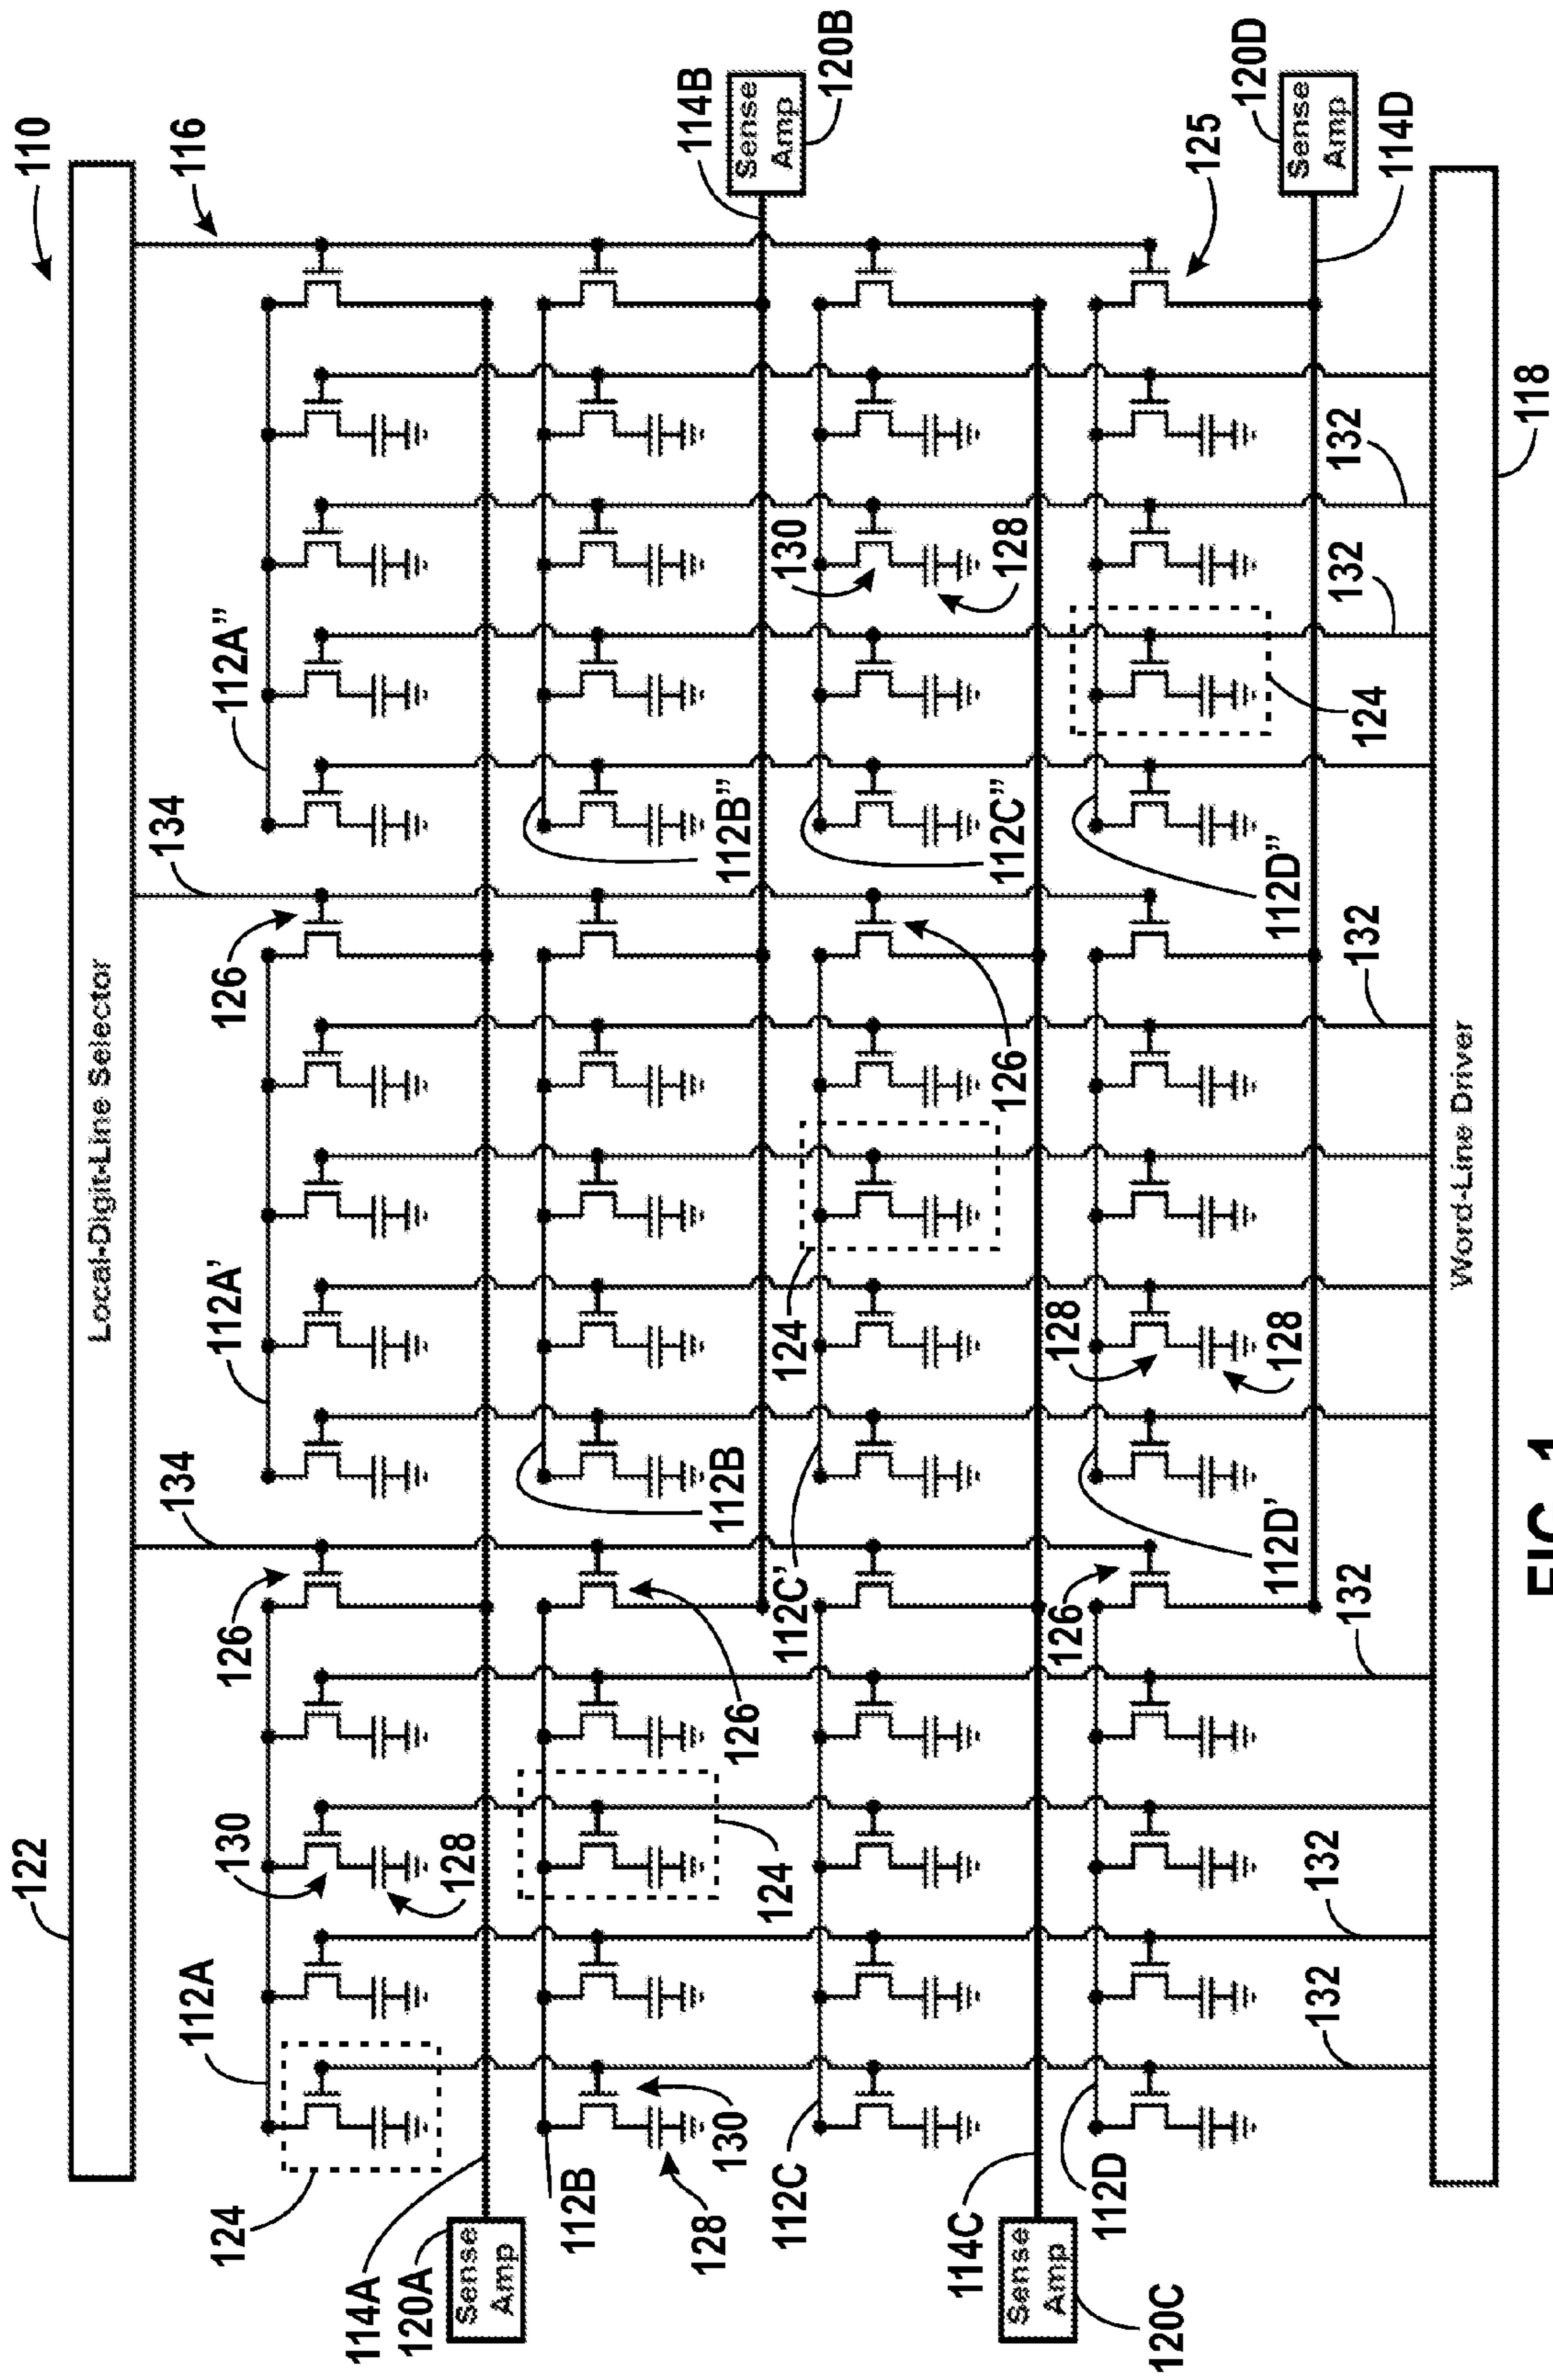 122
110
Local-Digit-Line Selector
134
134
116
112A
112A'
112A"
124
130
126
126
114A
120A
128
Sense
Amp
112B
128
130
126
112B
112B"
114B
Sense
Amp
120B
124
112C
112C'
124
130
114C
126
112C"
128
Sense
Amp
126
128
112D
120C
125
120D
112D'
128
112D"
Sense
Amp
132
132
132
132
124
132
132
114D
Word-Line Driver
118
FIG. 1